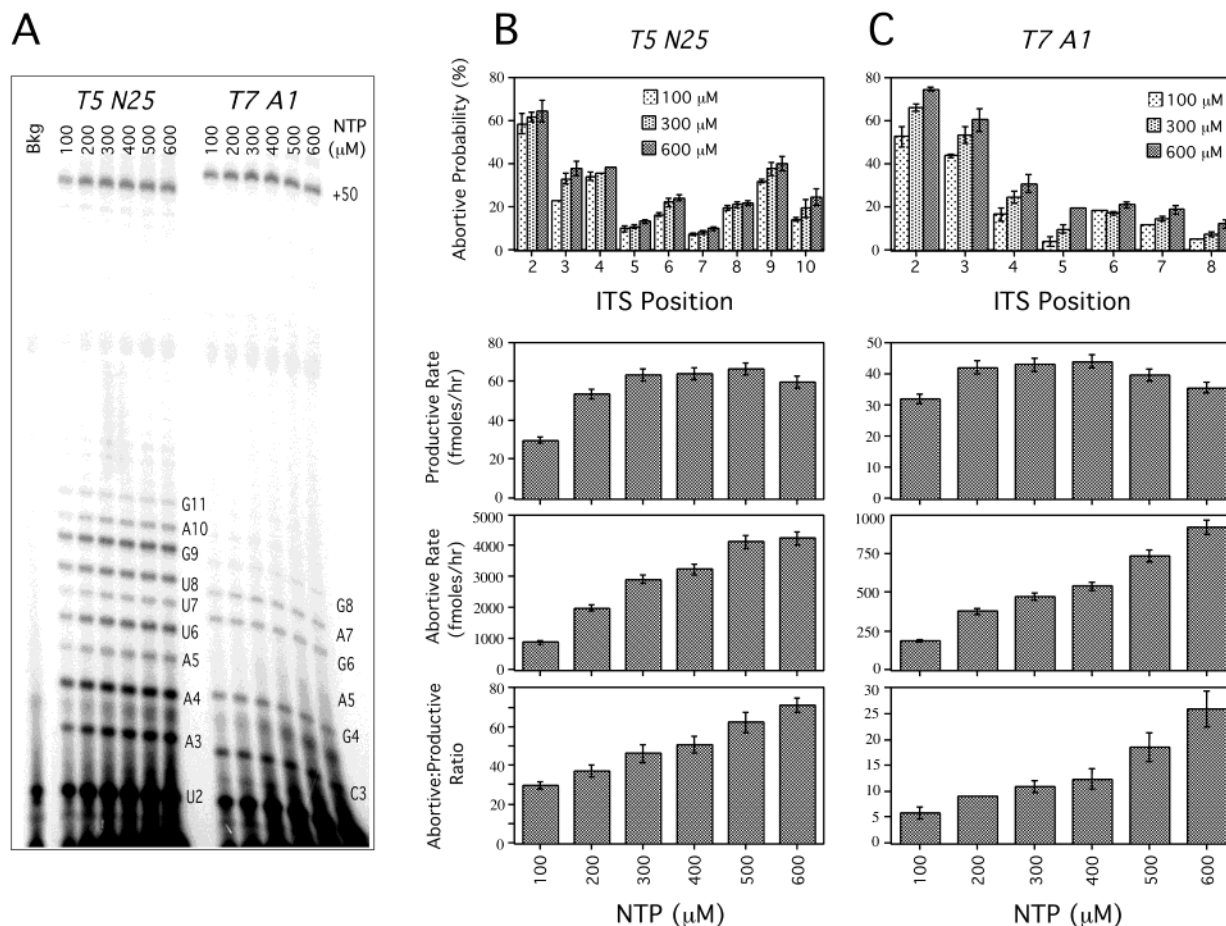 A
T5 N25
T7 A1
Bkg
100
200
300
400
500
600
100
200
300
400
500
600
NTP
(μM)
+50
G11
A10
G9
U8
U7
U6
A5
A4
A3
U2
G8
A7
G6
A5
G4
C3
B
T5 N25
Abortive Probability (%)
80
60
40
20
0
100 μM
300 μM
600 μM
2 3 4 5 6 7 8 9 10
ITS Position
Productive Rate
(fmoles/hr)
80
60
40
20
0
Abortive Rate
(fmoles/hr)
5000
4000
3000
2000
1000
0
Abortive:Productive
Ratio
80
60
40
20
0
100
200
300
400
500
600
NTP (μM)
C
T7 A1
80
60
40
20
0
100 μM
300 μM
600 μM
2 3 4 5 6 7 8
ITS Position
50
40
30
20
10
0
1000
750
500
250
0
30
25
20
15
10
5
0
100
200
300
400
500
600
NTP (μM)